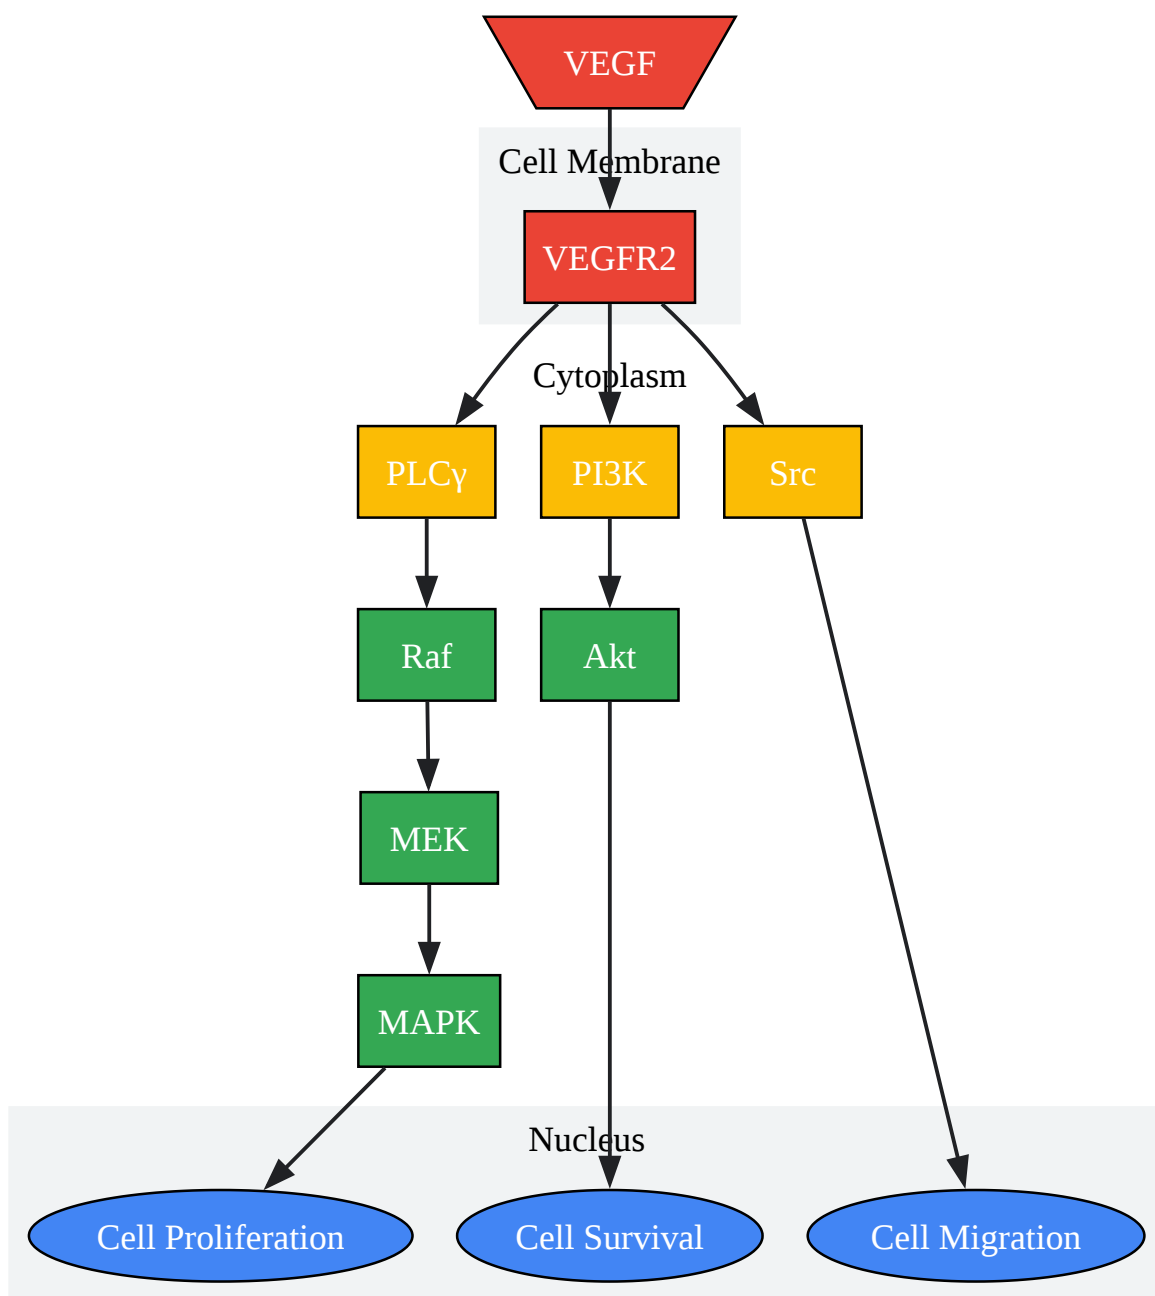 VEGF
Cell Membrane
VEGFR2
Cytoplasm
PLCγ
PI3K
Src
Raf
Akt
MEK
MAPK
Nucleus
Cell Proliferation
Cell Survival
Cell Migration